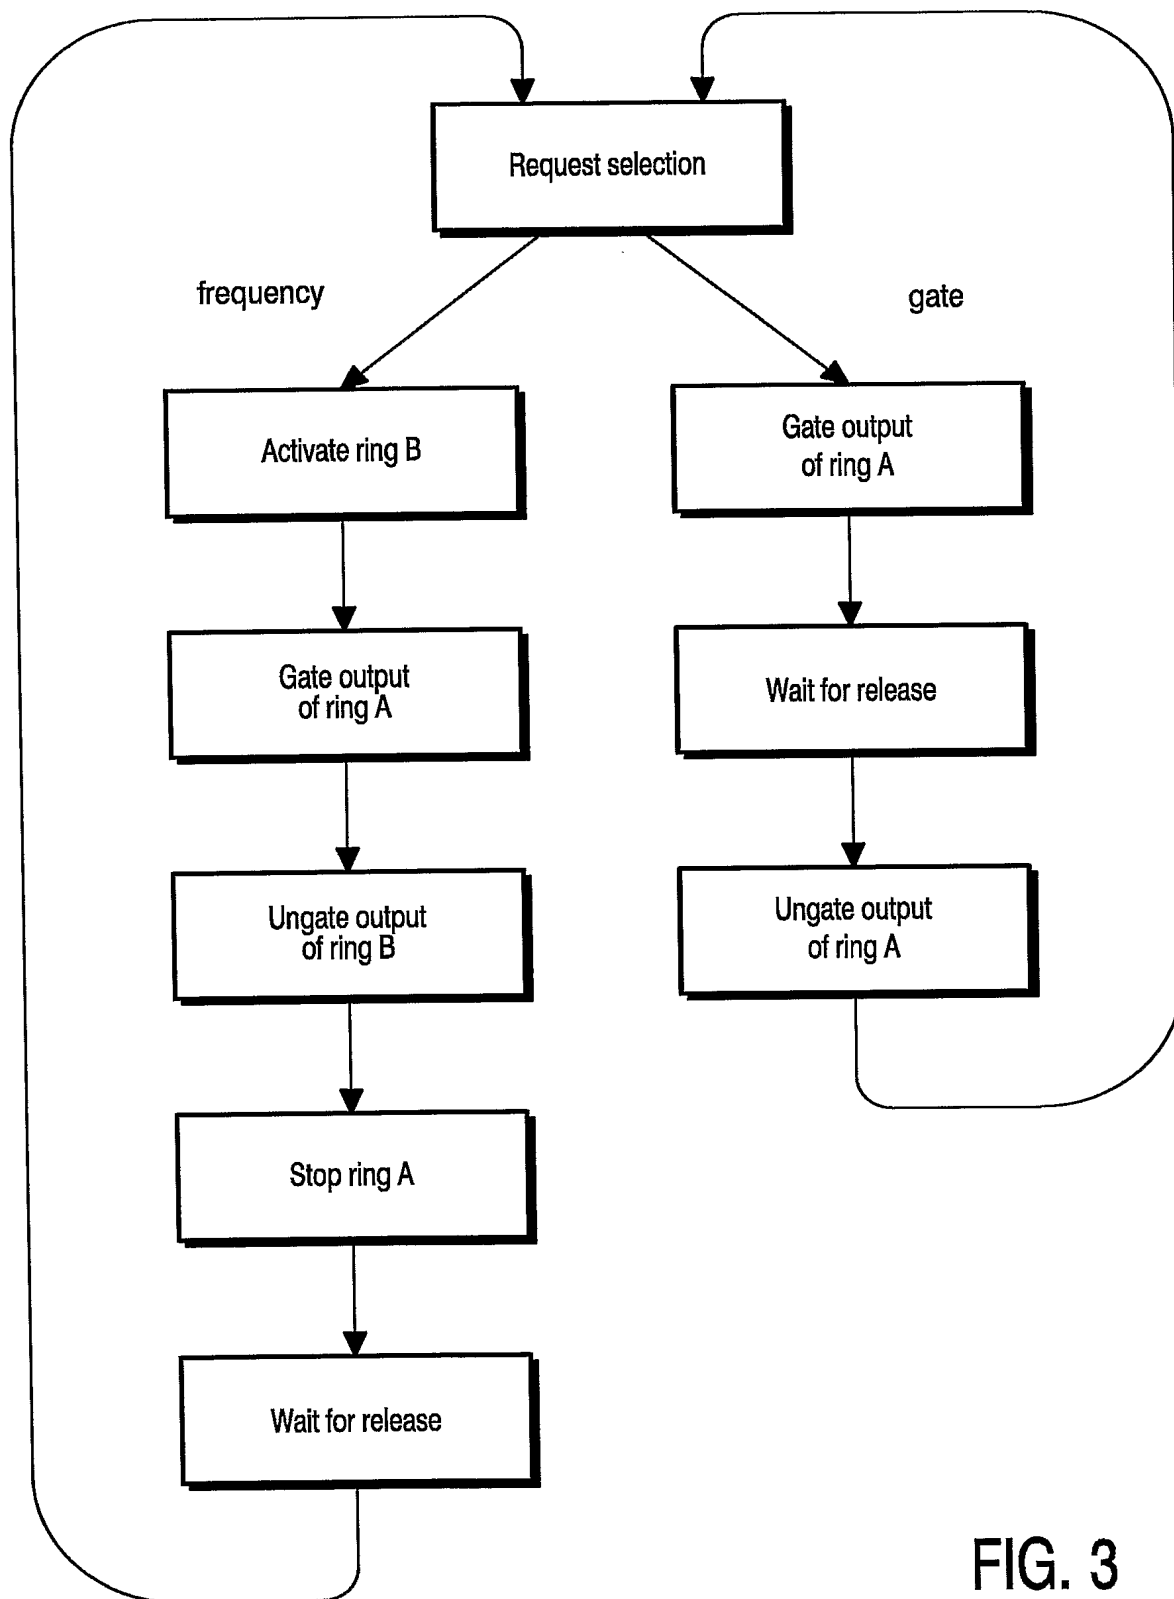 Request selection
frequency
gate
Activate ring B
Gate output
of ring A
Gate output
of ring A
Wait for release
Ungate output
of ring B
Ungate output
of ring A
Stop ring A
Wait for release
FIG. 3